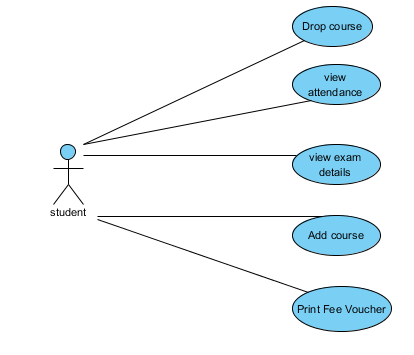 Drop course
view
attendance
view exam
details
student
Add course
Print Fee Voucher